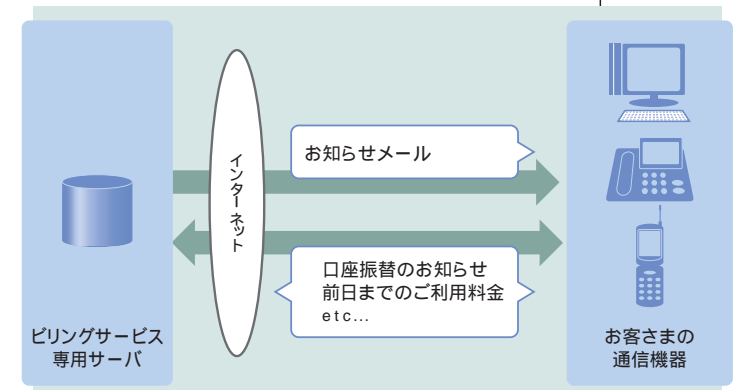 お知らせメール
インターネット
口座振替のお知らせ
前日までのご利用料金
etc...
ビリングサービス
専用サーバ
お客さまの
通信機器